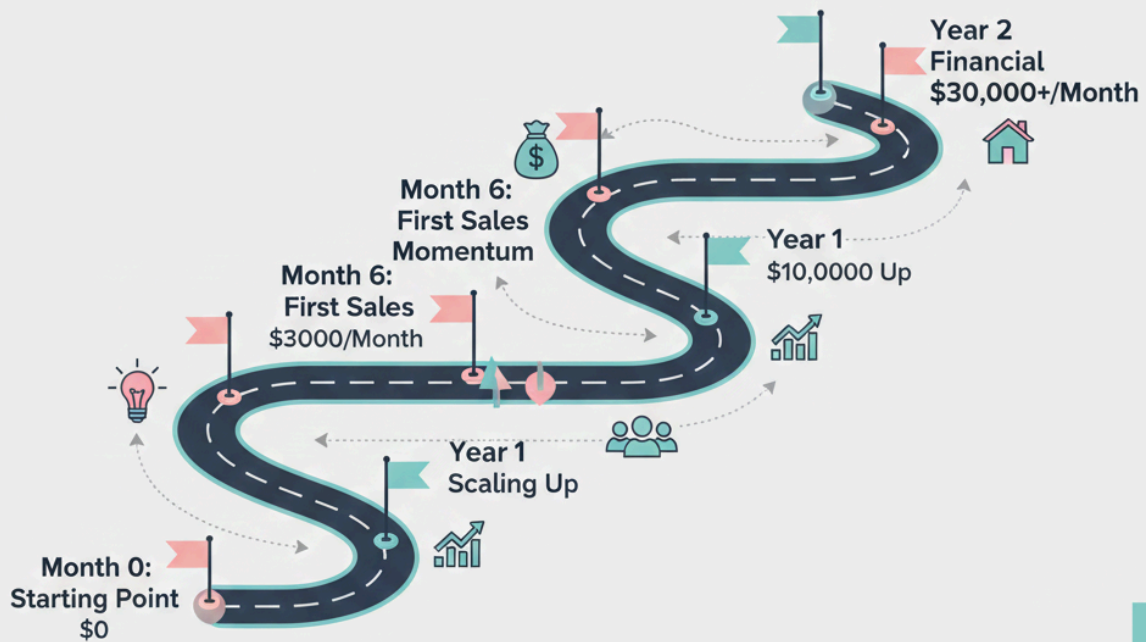 Year 2
Financial
$30,000+/Month
$
Month 6:
First Sales
Momentum
Year 1
$10,0000 Up
Month 6:
First Sales
$3000/Month
Year 1
Scaling Up
Month 0:
Starting Point
$0